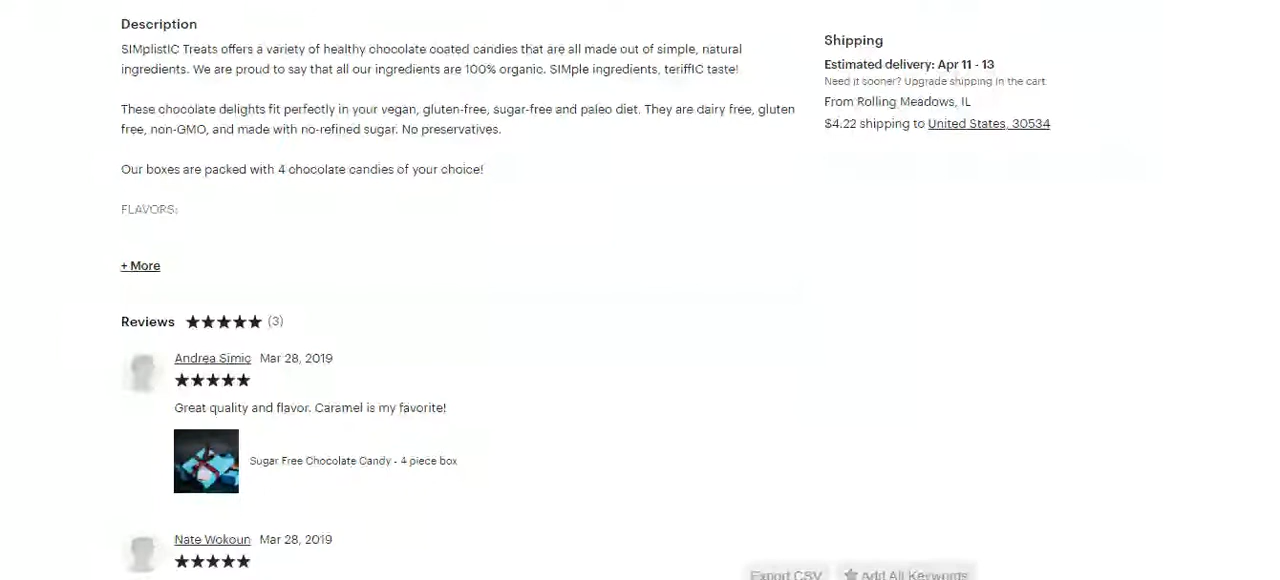 Description
SIMplistIC Treats offers a variety of healthy chocolate coated candies that are all made out of simple, natural
ingredients. We are proud to say that all our ingredients are 100% organic. SIMple ingredients, teriffIC taste!
These chocolate delights fit perfectly in your vegan, gluten-free, sugar-free and paleo diet. They are dairy free, gluten
free, non-GMO, and made with no-refined sugar. No preservatives.
Our boxes are packed with 4 chocolate candies of your choice!
FLAVORS:
+ More
Shipping
Estimated delivery: Apr 11 - 13
Need it sooner? Upgrade shipping in the cart
From Rolling Meadows, IL
$4.22 shipping to United States, 30534
Reviews ★★★★★ (3)
Andrea Simic Mar 28, 2019
★★★★★
Great quality and flavor. Caramel is my favorite!
Sugar Free Chocolate Candy - 4 piece box
Nate Wokoun Mar 28, 2019
★★★★★
Export CSV ★ Add All Keywords